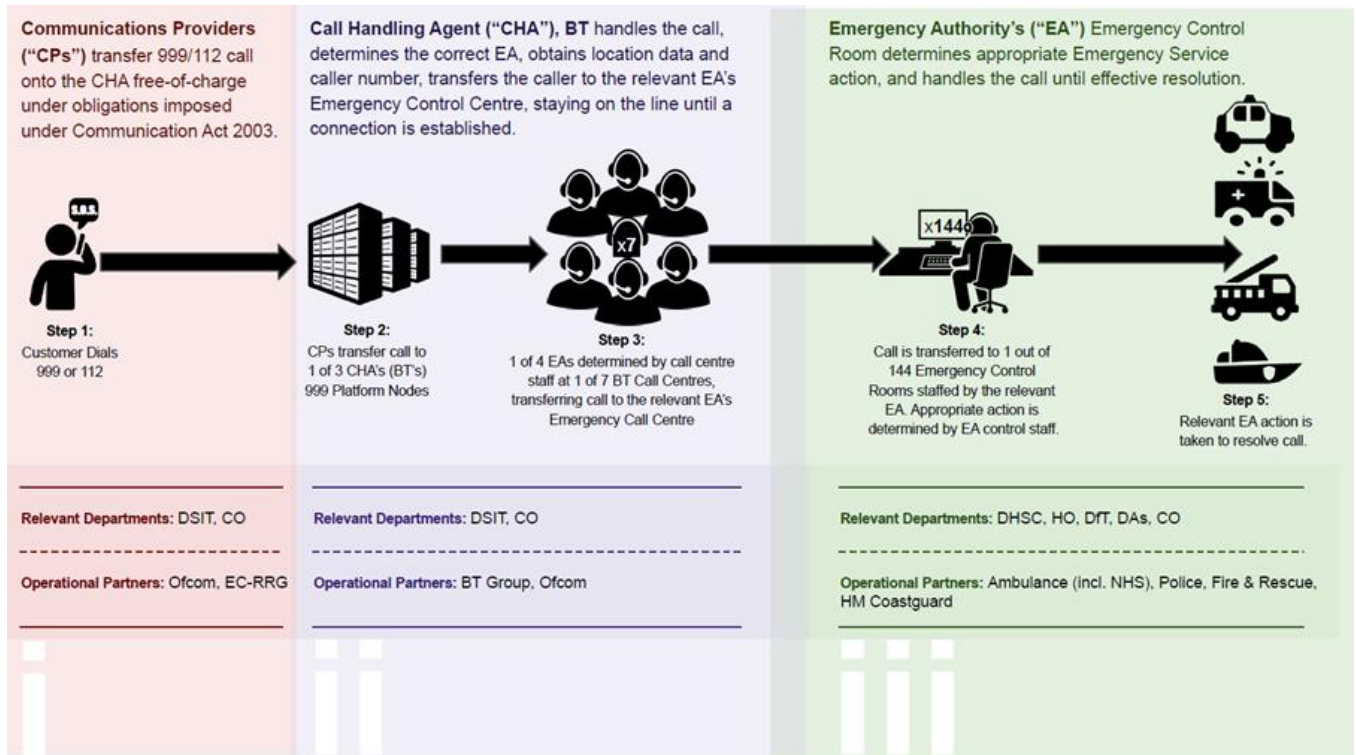 Communications Providers
("CPs") transfer 999/112 call
onto the CHA free-of-charge
under obligations imposed
under Communication Act 2003.
Call Handling Agent ("CHA"), BT handles the call,
determines the correct EA, obtains location data and
caller number, transfers the caller to the relevant EA's
Emergency Control Centre, staying on the line until a
connection is established.
Emergency Authority's ("EA") Emergency Control
Room determines appropriate Emergency Service
action, and handles the call until effective resolution.
S.O.S.
Step 1:
Customer Dials
999 or 112
Step 2:
CPs transfer call to
1 of 3 CHA's (BT's)
999 Platform Nodes
x7
Step 3:
1 of 4 EAs determined by call centre
staff at 1 of 7 BT Call Centres,
transferring call to the relevant EA's
Emergency Call Centre
x144
Step 4:
Call is transferred to 1 out of
144 Emergency Control
Rooms staffed by the relevant
EA. Appropriate action is
determined by EA control staff.
Step 5:
Relevant EA action is
taken to resolve call.
Relevant Departments: DSIT, CO
Operational Partners: Ofcom, EC-RRG
Relevant Departments: DSIT, CO
Operational Partners: BT Group, Ofcom
Relevant Departments: DHSC, HO, DfT, DAs, CO
Operational Partners: Ambulance (incl. NHS), Police, Fire & Rescue,
HM Coastguard
i
ii
iii